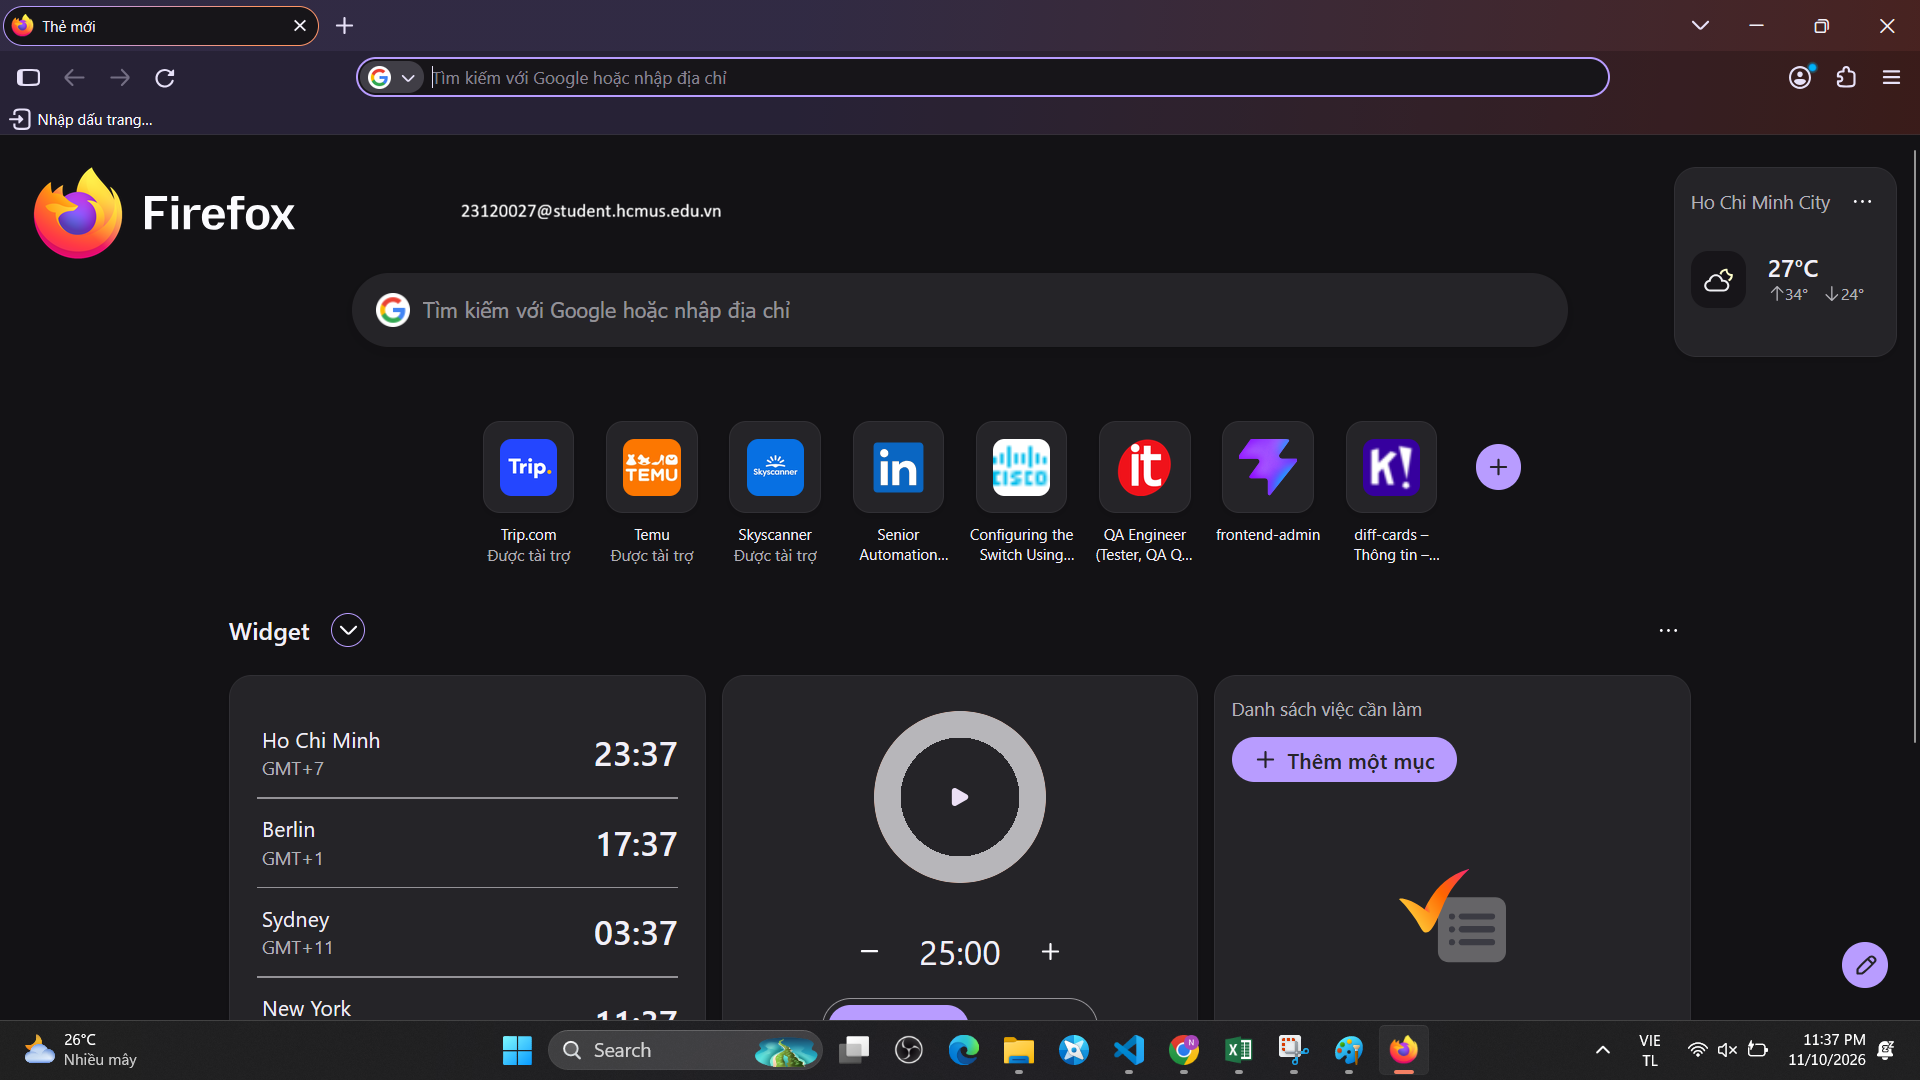 Thẻ mới
Tìm kiếm với Google hoặc nhập địa chỉ
Nhập dấu trang...
Firefox
23120027@student.hcmus.edu.vn
Ho Chi Minh City
27°C
34° 24°
Tìm kiếm với Google hoặc nhập địa chỉ
Trip.
TEMU
Skyscanner
in
CISCO
it
K!
Trip.com
Được tài trợ
Temu
Được tài trợ
Skyscanner
Được tài trợ
Senior
Automation...
Configuring the
Switch Using...
QA Engineer
(Tester, QA Q...
frontend-admin
diff-cards –
Thông tin –...
Widget
Ho Chi Minh
GMT+7
23:37
Berlin
GMT+1
17:37
Sydney
GMT+11
03:37
New York
11:37
25:00
Danh sách việc cần làm
Thêm một mục
26°C
Nhiều mây
Search
N
VIE
TL
11:37 PM
11/10/2026